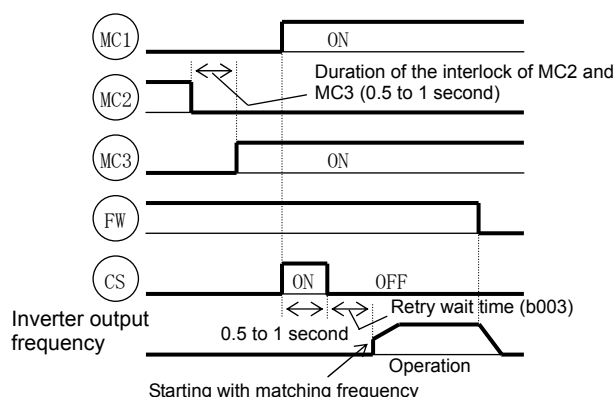 MC1
ON
Duration of the interlock of MC2 and
MC3 (0.5 to 1 second)
MC2
MC3
ON
FW
CS
ON
OFF
Retry wait time (b003)
Inverter output
frequency
0.5 to 1 second
Operation
Starting with matching frequency